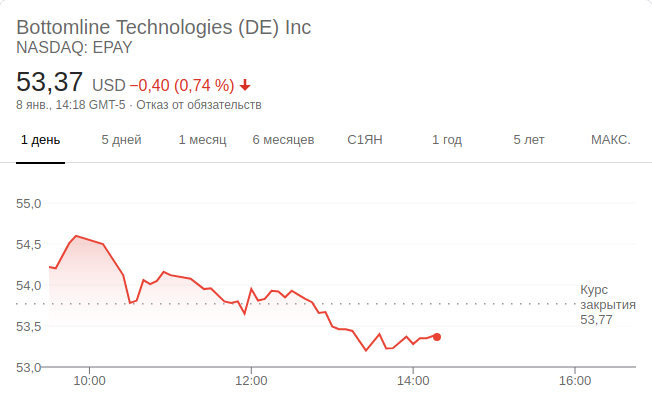 Bottomline Technologies (DE) Inc
NASDAQ: EPAY
53,37 USD −0,40 (0,74 %)
8 янв., 14:18 GMT-5 · Отказ от обязательств
1 день 5 дней 1 месяц 6 месяцев С1ЯН 1 год 5 лет МАКС.
55,0
54,5
54,0
53,5
53,0
Курс
закрытия
53,77
10:00 12:00 14:00 16:00